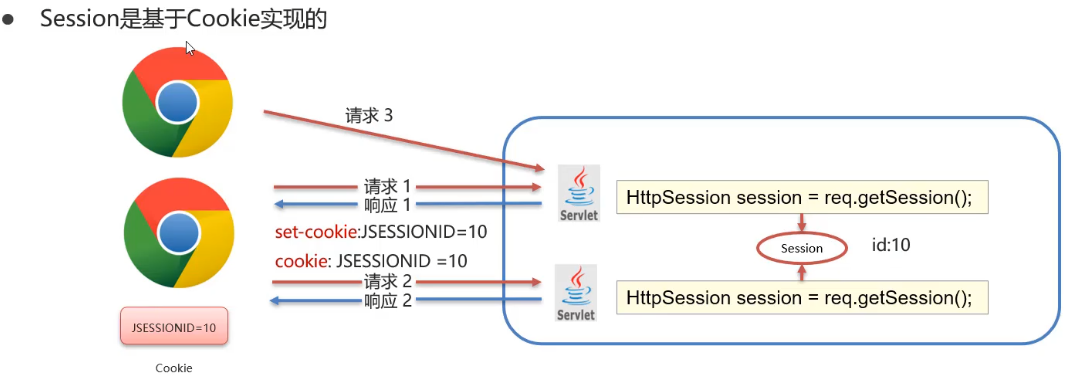 ● Session是基于Cookie实现的
请求 3
请求 1
响应 1
set-cookie:JSESSIONID=10
cookie: JSESSIONID =10
请求 2
响应 2
JSESSIONID=10
Cookie
Servlet
HttpSession session = req.getSession();
Session
id:10
Servlet
HttpSession session = req.getSession();